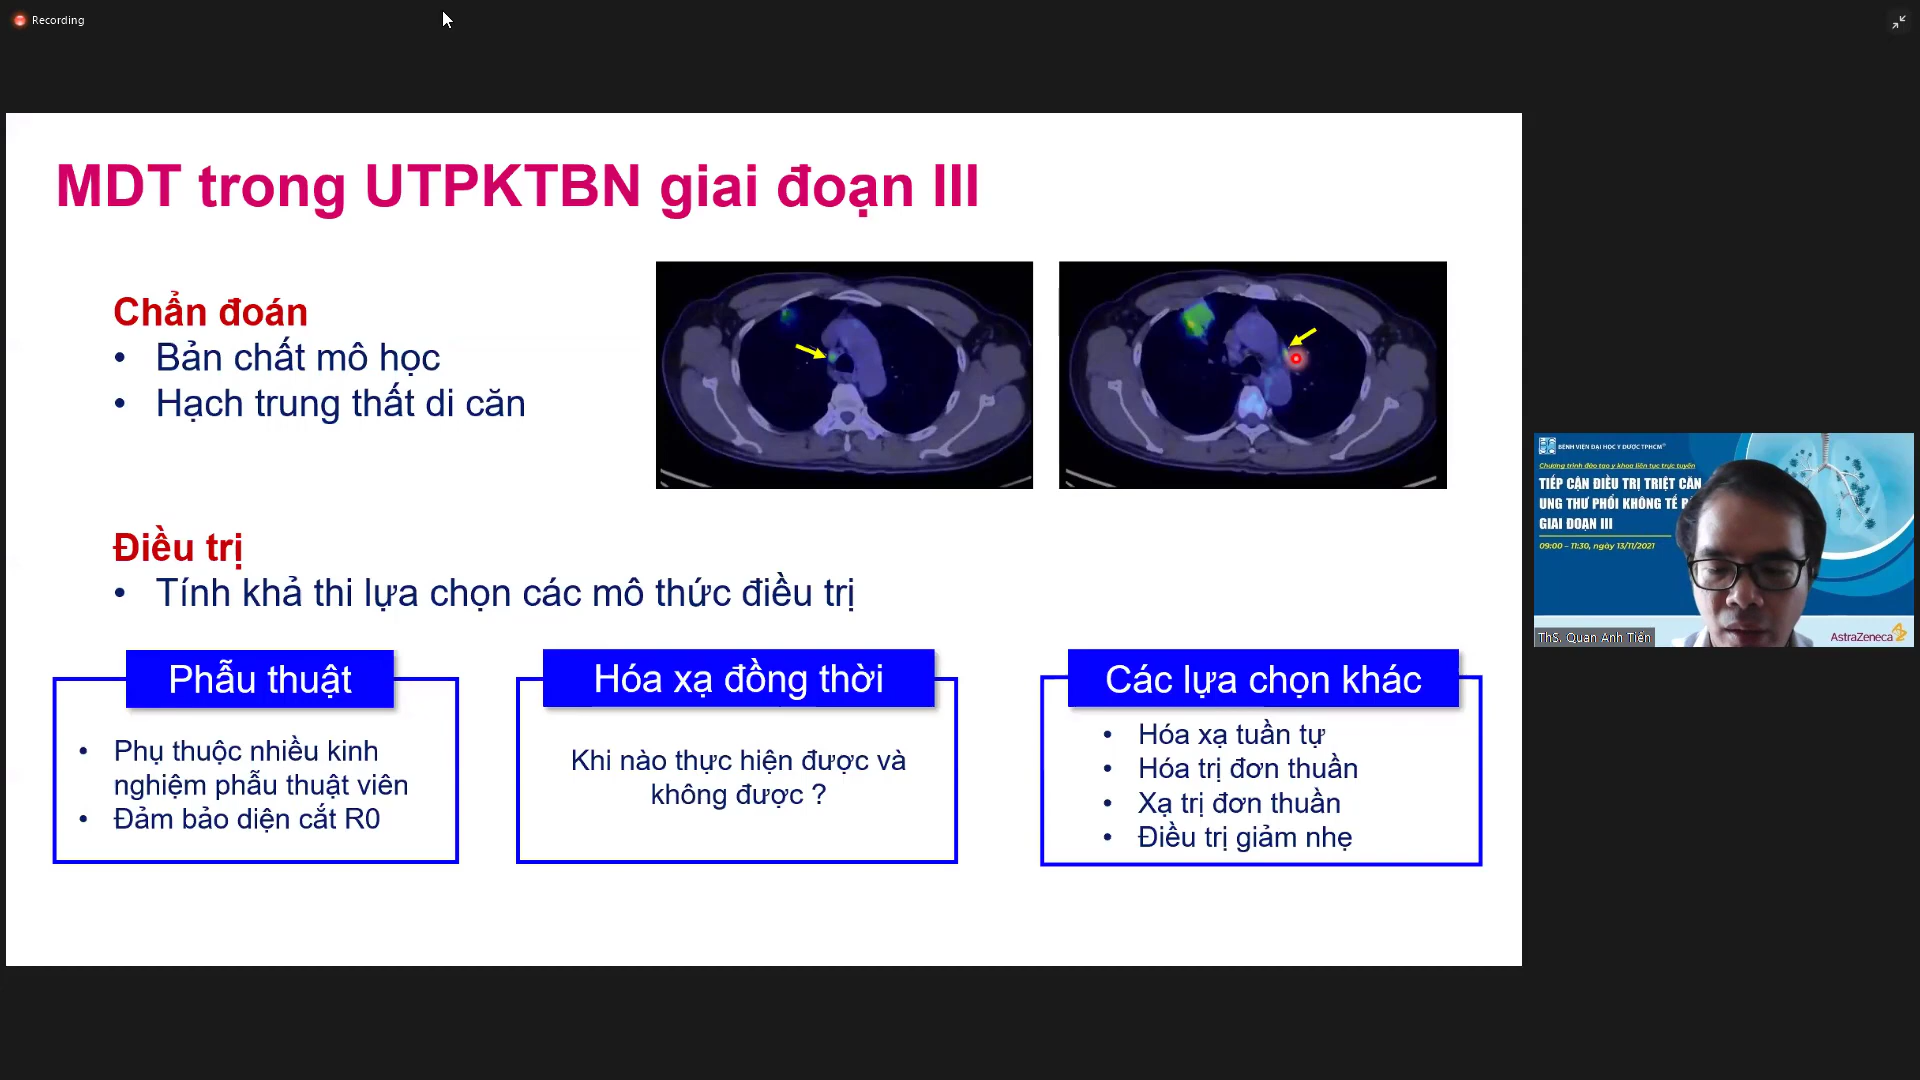 Recording
MDT trong UTPKTBN giai đoạn III
Chẩn đoán
• Bản chất mô học
• Hạch trung thất di căn
Điều trị
• Tính khả thi lựa chọn các mô thức điều trị
Phẫu thuật
• Phụ thuộc nhiều kinh
nghiệm phẫu thuật viên
• Đảm bảo diện cắt R0
Hóa xạ đồng thời
Khi nào thực hiện được và
không được ?
Các lựa chọn khác
• Hóa xạ tuần tự
• Hóa trị đơn thuần
• Xạ trị đơn thuần
• Điều trị giảm nhẹ
BỆNH VIỆN ĐẠI HỌC Y DƯỢC TPHCM
Chương trình đào tạo y khoa liên tục trực tuyến
TIẾP CẬN ĐIỀU TRỊ TRIỆT CĂN
UNG THƯ PHỔI KHÔNG TẾ
GIAI ĐOẠN III
09:00 - 11:30, ngày 13/11/2021
ThS. Quan Anh Tiến
AstraZeneca